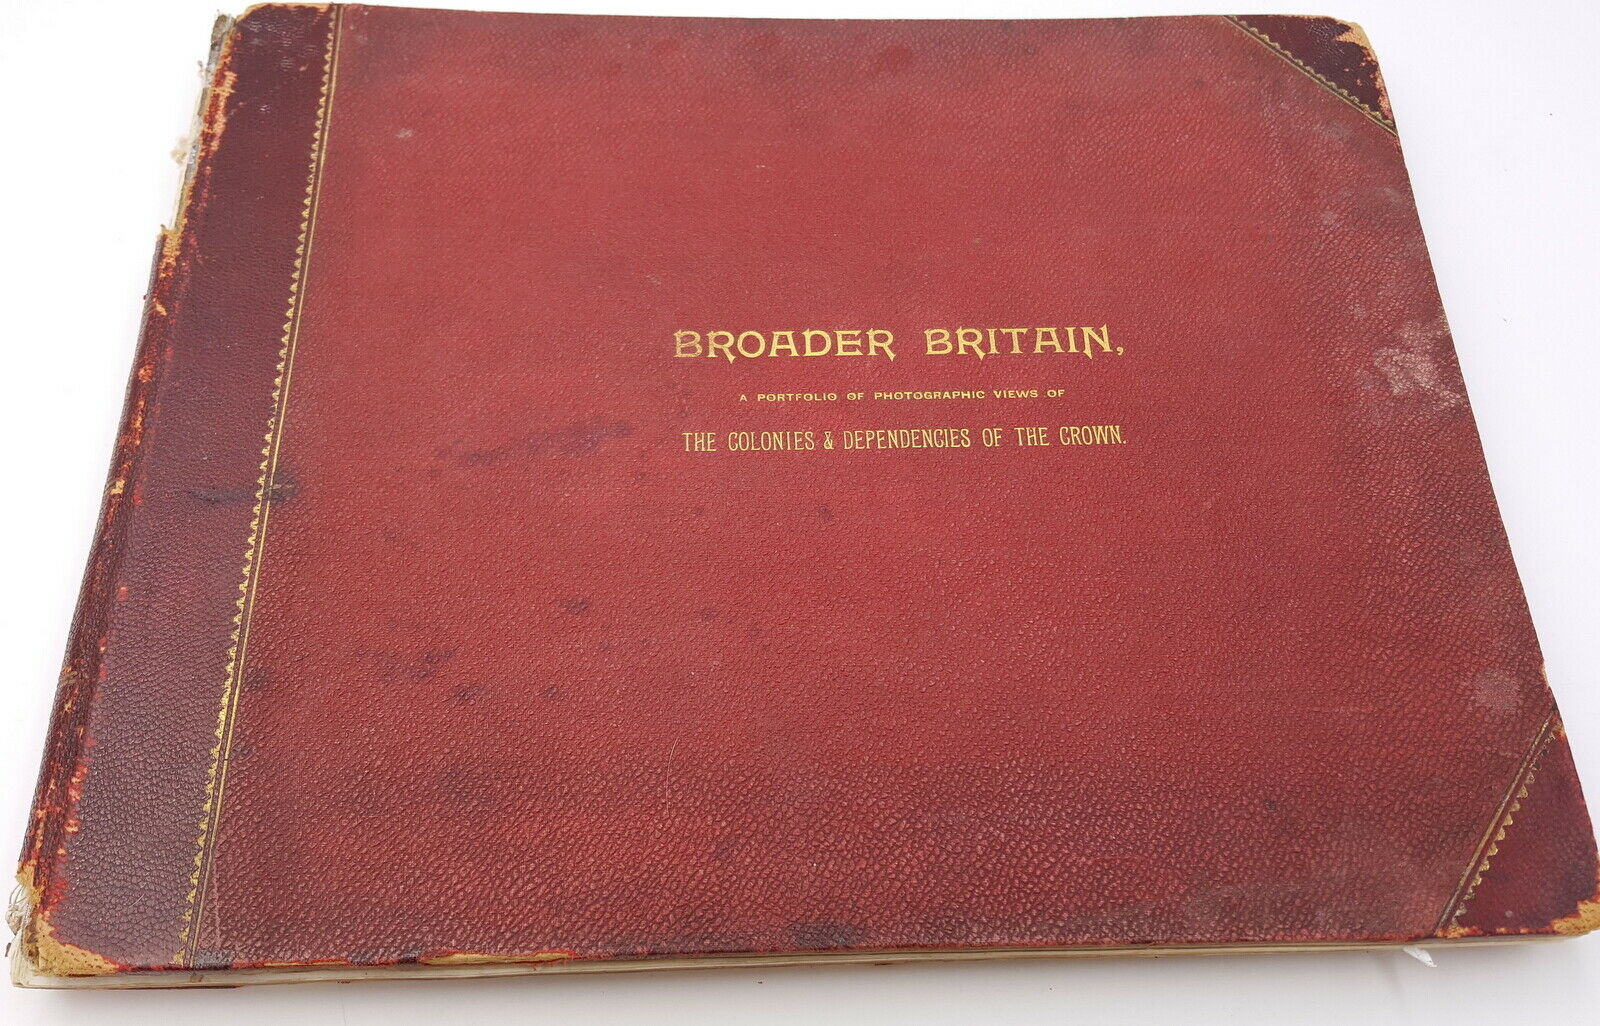 BROADER BRITAIN,
A PORTFOLIO OF PHOTOGRAPHIC VIEWS OF
THE COLONIES & DEPENDENCIES OF THE CROWN.